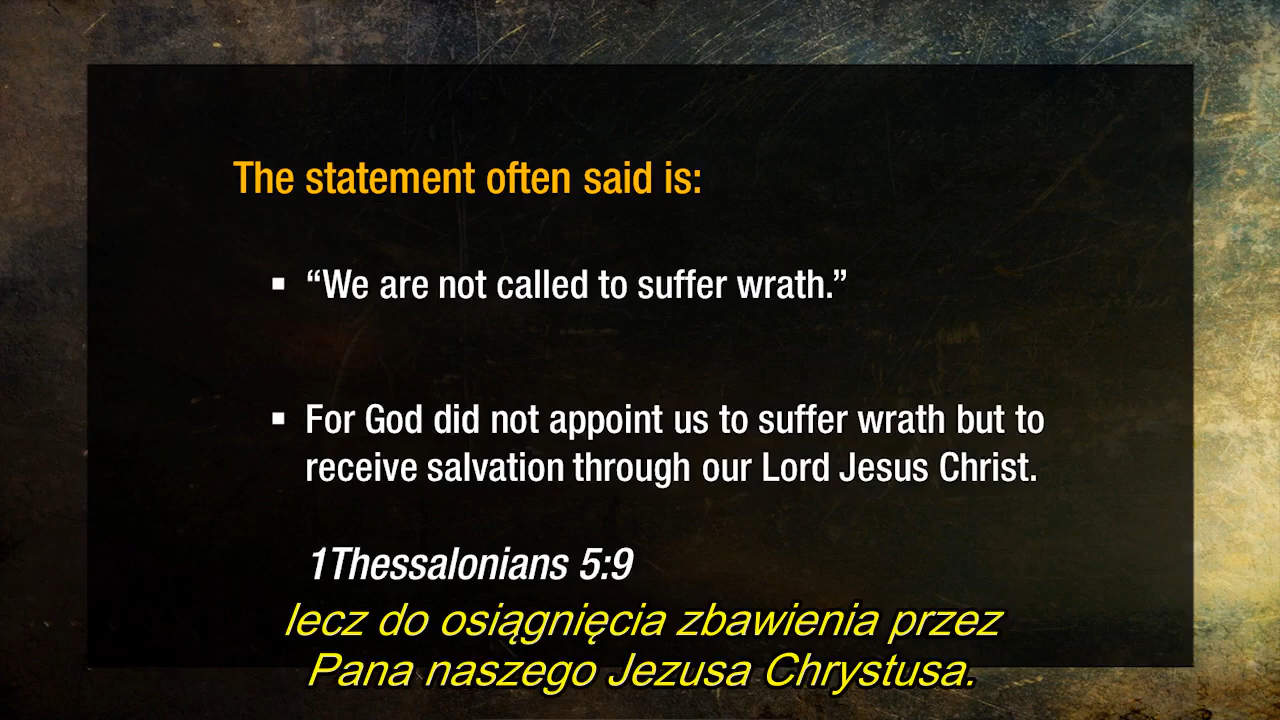 The statement often said is:
▪ “We are not called to suffer wrath.”
▪ For God did not appoint us to suffer wrath but to
receive salvation through our Lord Jesus Christ.
1Thessalonians 5:9
lecz do osiągnięcia zbawienia przez
Pana naszego Jezusa Chrystusa.